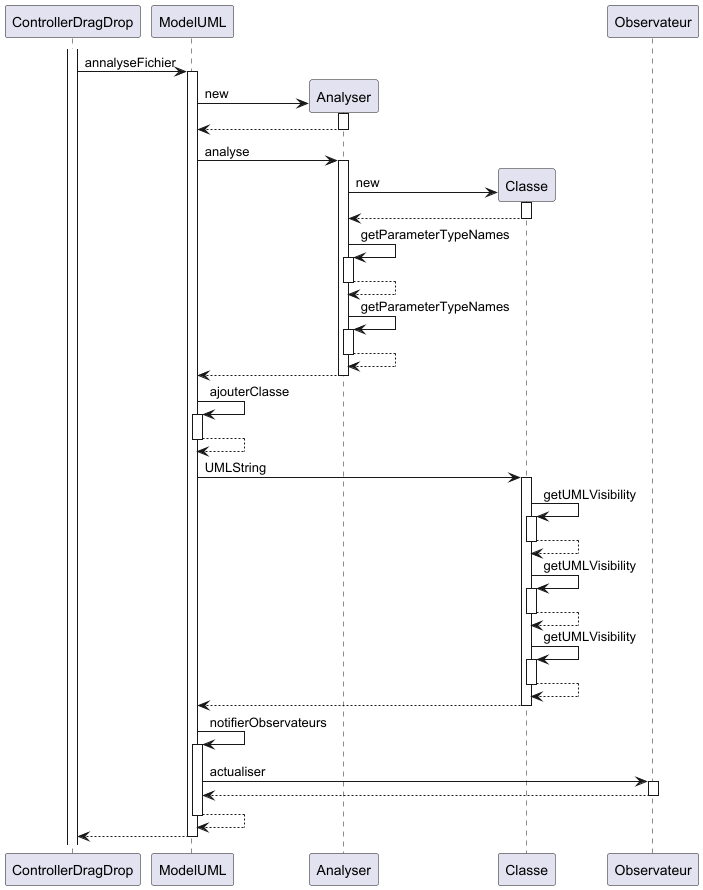 ControllerDragDrop
ModelUML
Observateur
annalyseFichier
new
Analyser
analyse
new
Classe
getParameterTypeNames
getParameterTypeNames
ajouterClasse
UMLString
getUMLVisibility
getUMLVisibility
getUMLVisibility
notifierObservateurs
actualiser
ControllerDragDrop
ModelUML
Analyser
Classe
Observateur